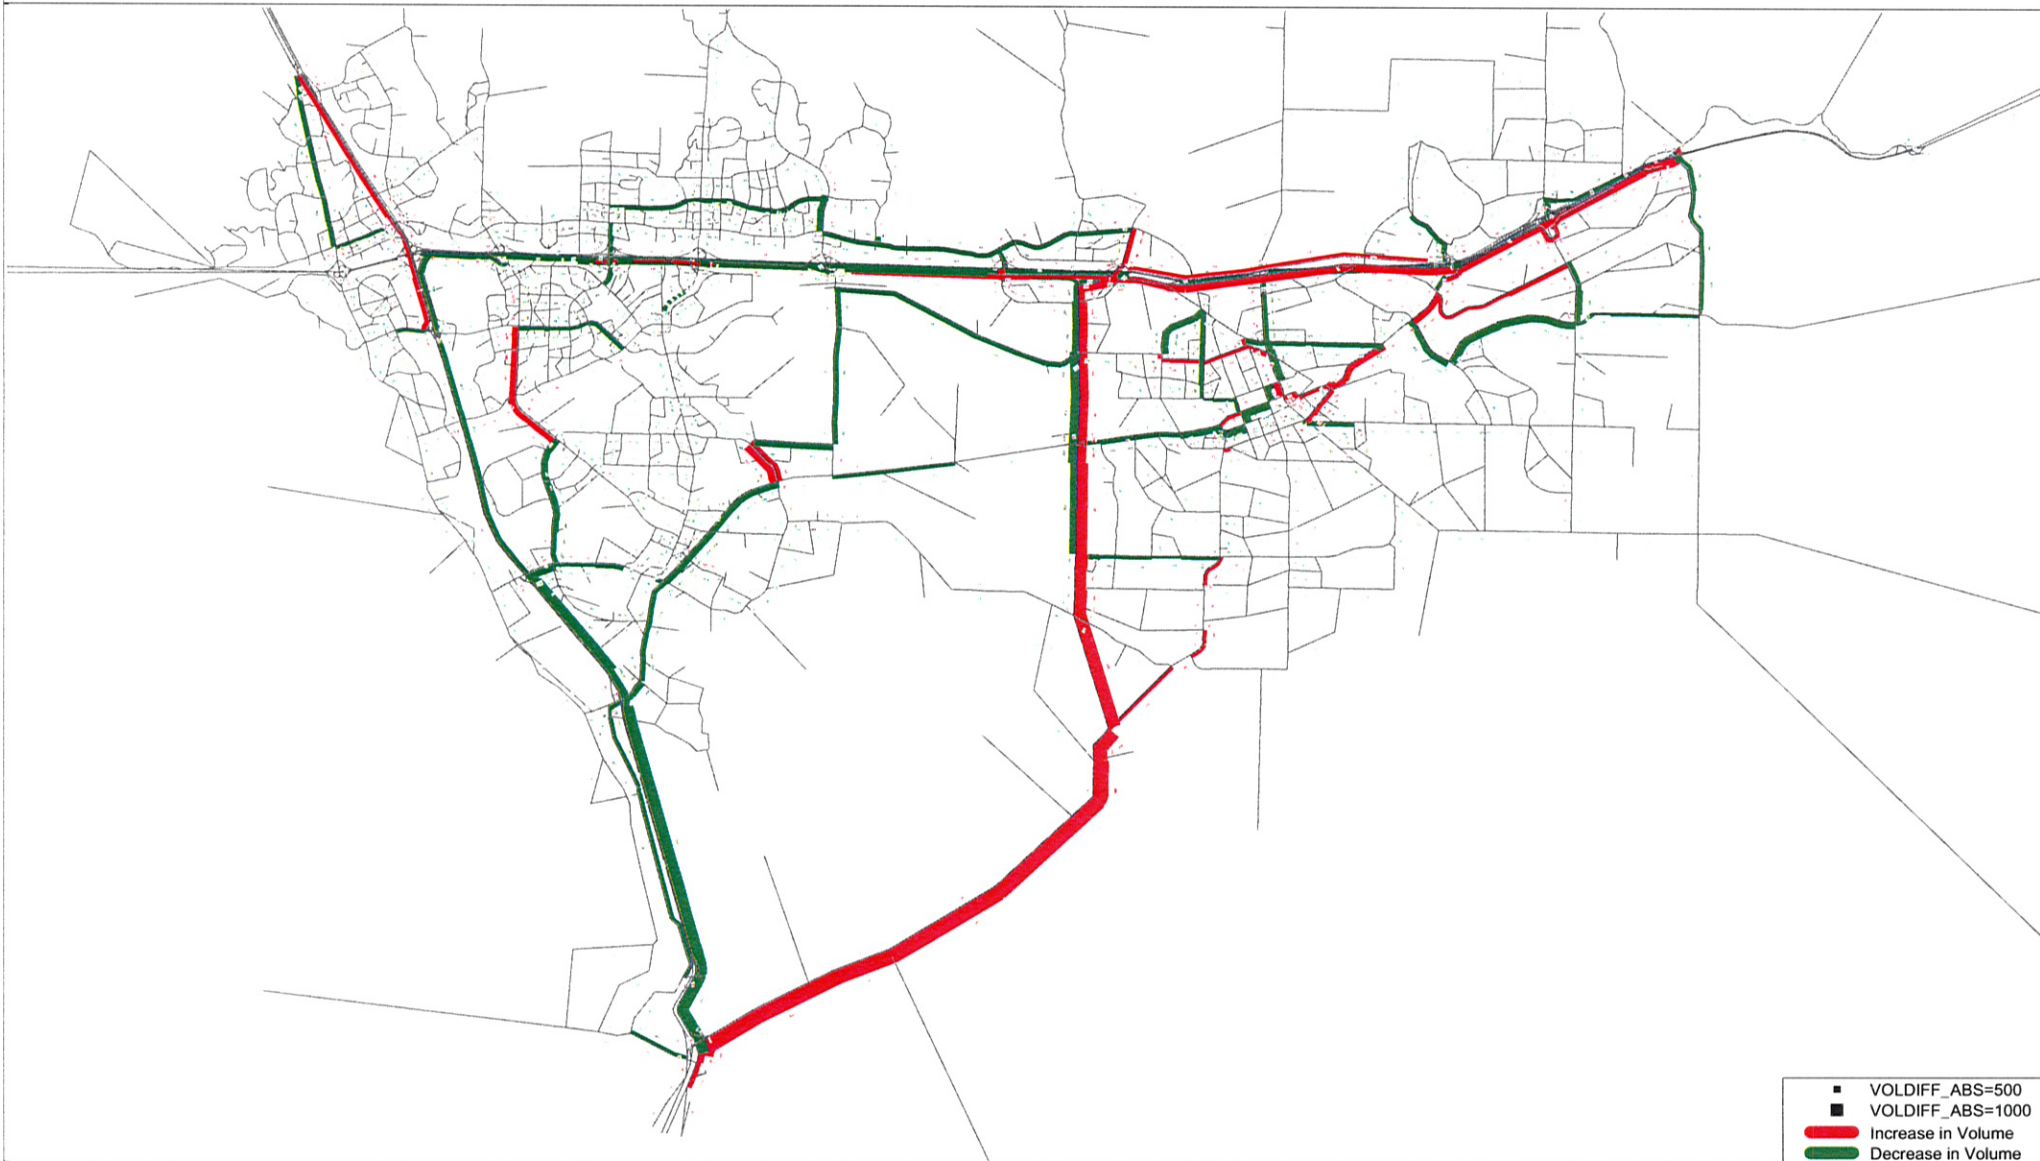 VOLDIFF_ABS=500
VOLDIFF_ABS=1000
Increase in Volume
Decrease in Volume